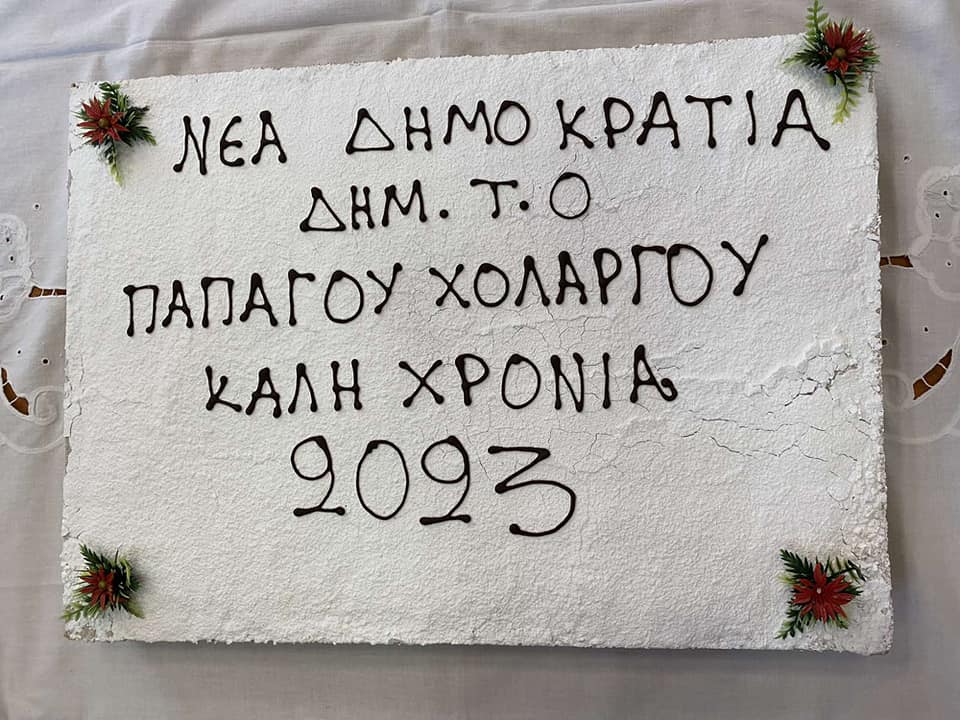 ΝΕΑ ΔΗΜΟΚΡΑΤΙΑ
ΔΗΜ. Τ.Ο
ΠΑΠΑΓΟΥ ΧΟΛΑΡΓΟΥ
ΚΑΛΗ ΧΡΟΝΙΑ
2023